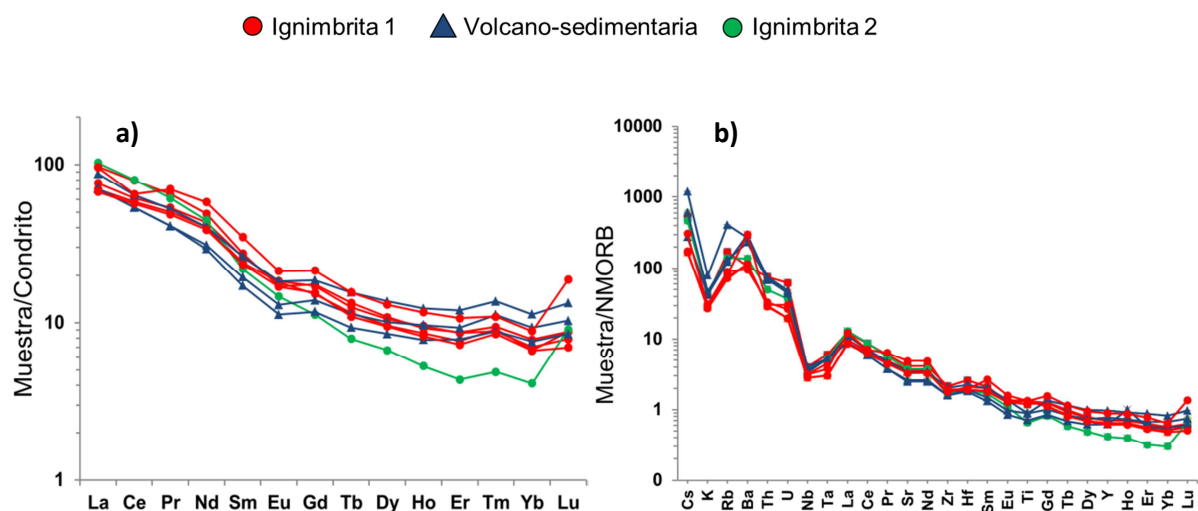 Ignimbrita 1 Volcano-sedimentaria Ignimbrita 2
a)
Muestra/Condrito
100
10
1
La Ce Pr Nd Sm Eu Gd Tb Dy Ho Er Tm Yb Lu
b)
Muestra/NMORB
10000
1000
100
10
1
0
Cs K Rb Ba Th U Nb Ta La Ce Pr Sr Nd Zr Hf Sm Eu Ti Gd Tb Dy Y Ho Er Yb Lu